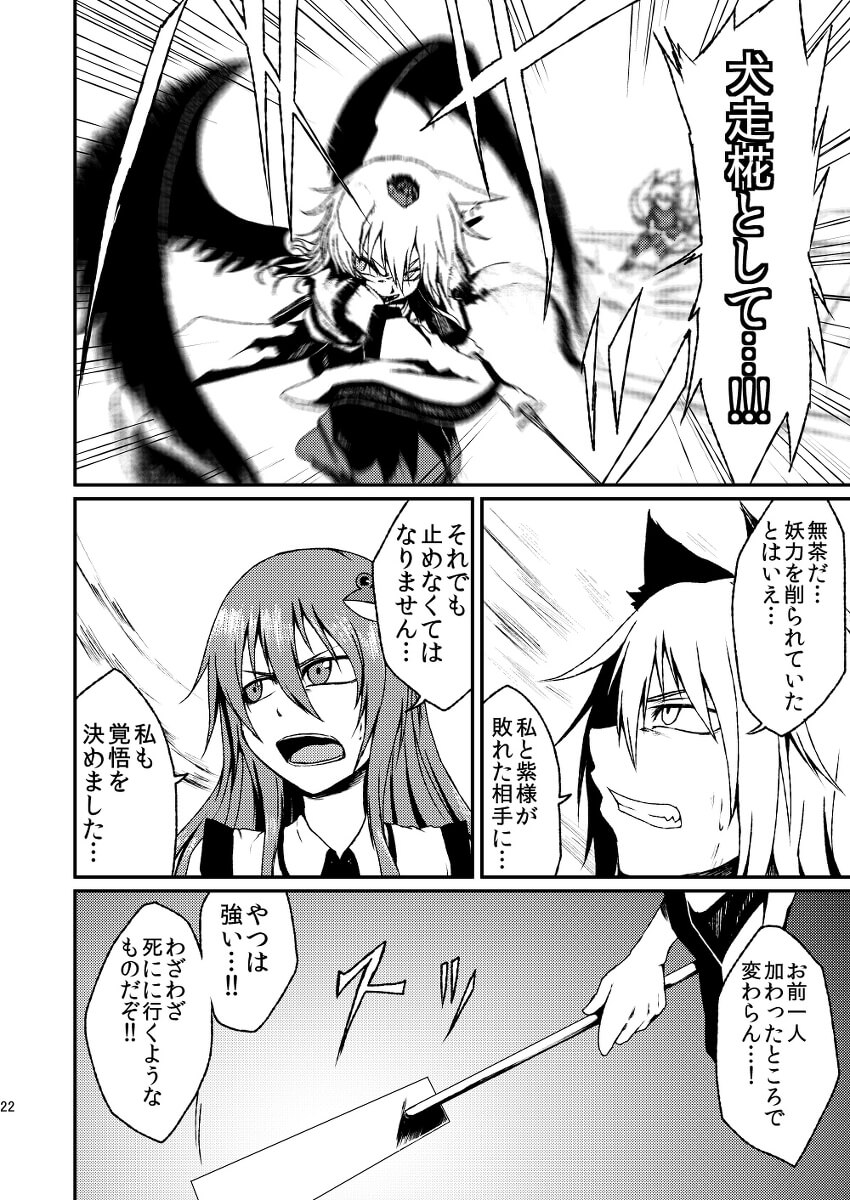 犬走椛として…!!!
無茶だ…
妖力を削られていた
とはいえ…
私と紫様が
敗れた相手に…
それでも
止めなくては
なりません…
私も
覚悟を
決めました…
お前一人
加わったところで
変わらん…!
ズッ
やつは
強い…!!
わざわざ
死にに行くような
ものだぞ!!
22